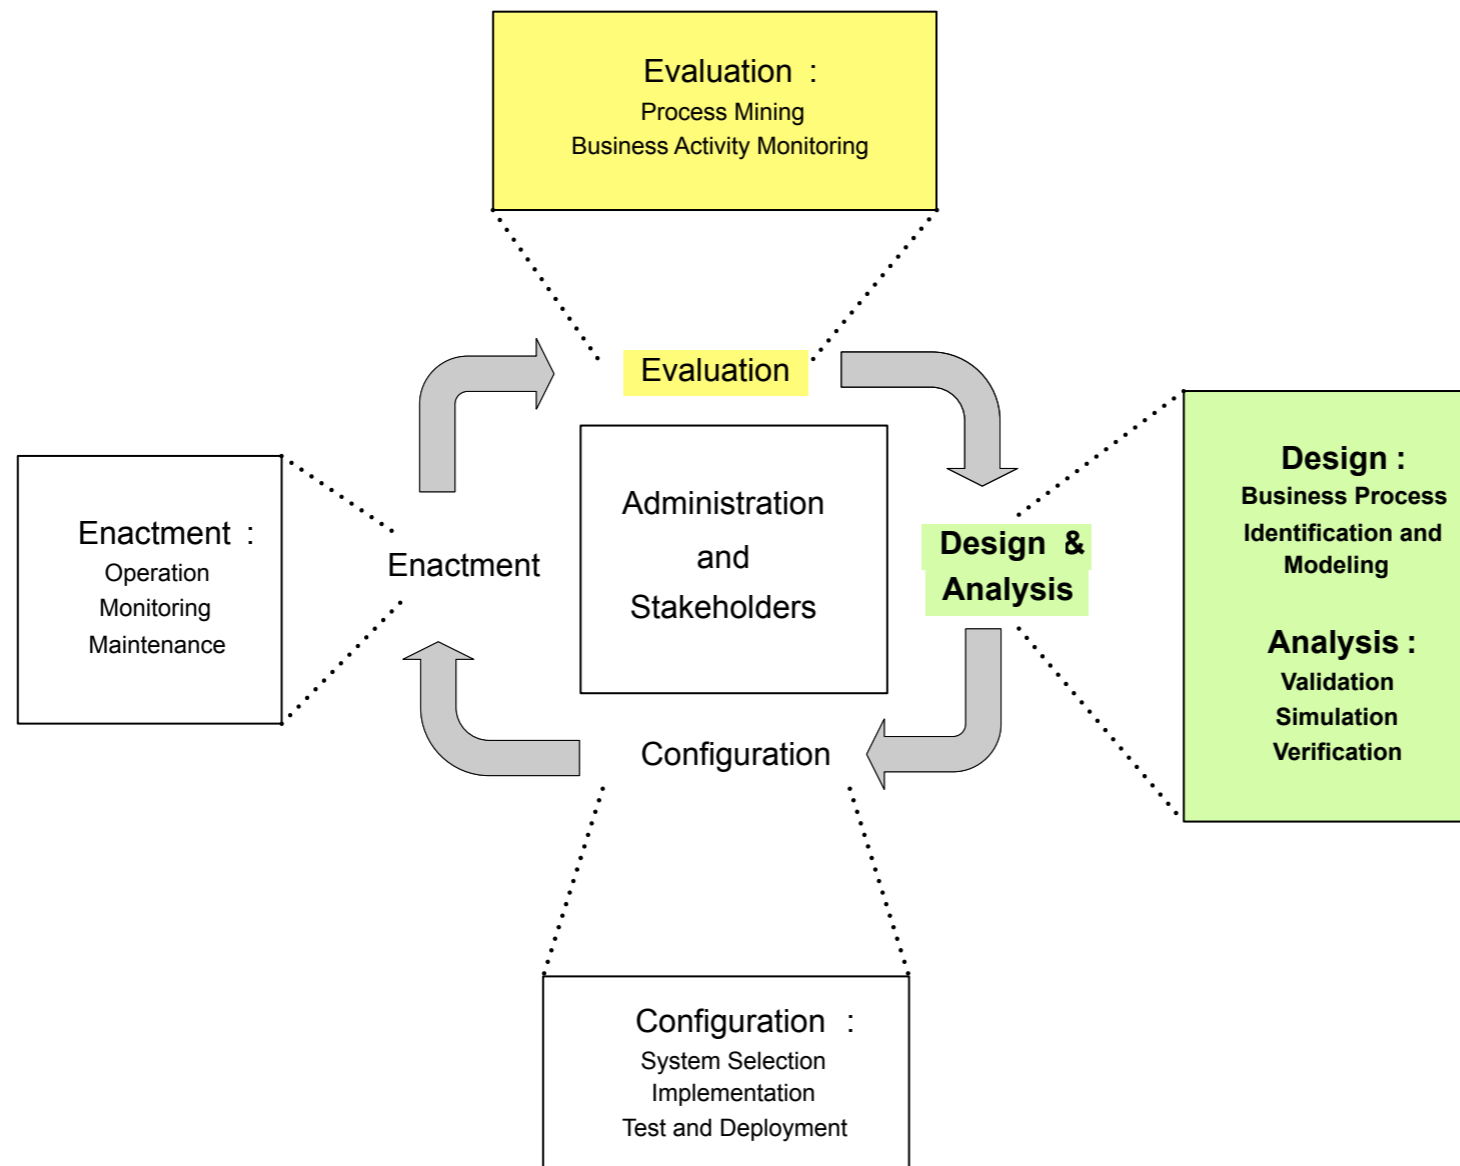 Evaluation :
Process Mining
Business Activity Monitoring
Evaluation
Enactment :
Operation
Monitoring
Maintenance
Enactment
Administration
and
Stakeholders
Design &
Analysis
Design :
Business Process
Identification and
Modeling
Analysis :
Validation
Simulation
Verification
Configuration
Configuration :
System Selection
Implementation
Test and Deployment